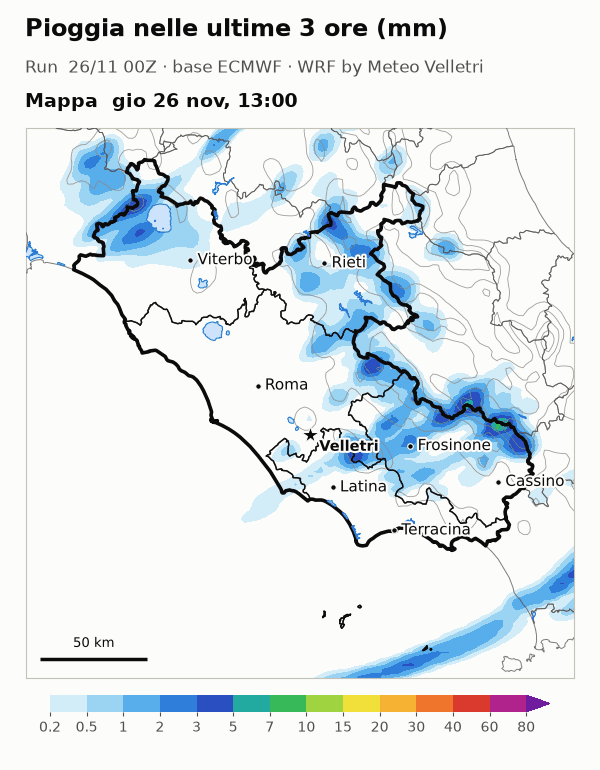 Pioggia nelle ultime 3 ore (mm)
Run  26/11 00Z · base ECMWF · WRF by Meteo Velletri
Mappa  gio 26 nov, 13:00
Viterbo
Rieti
Roma
Velletri
Frosinone
Latina
Cassino
Terracina
50 km
0.2 0.5 1 2 3 5 7 10 15 20 30 40 60 80